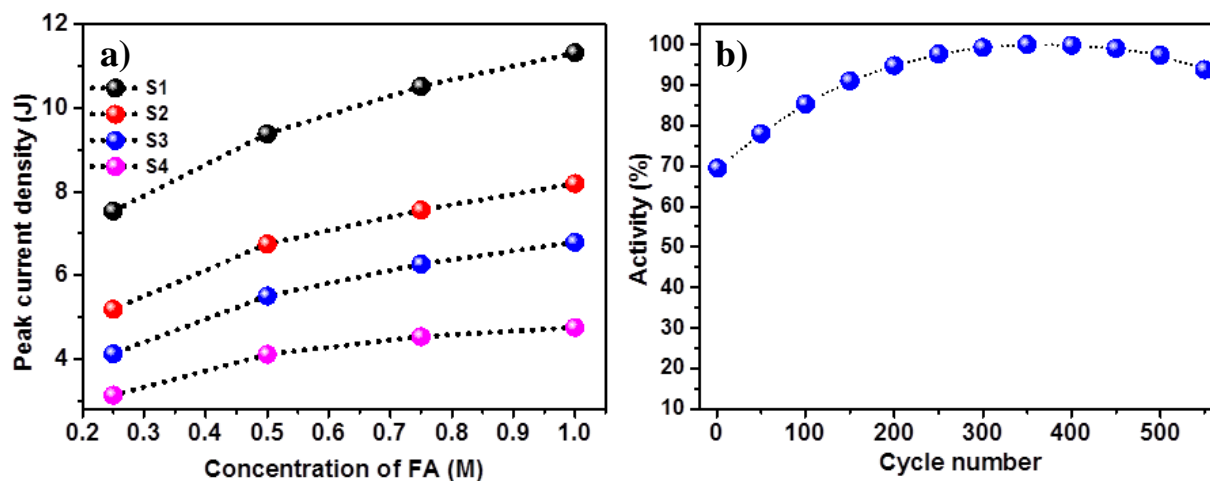 a)
S1
S2
S3
S4
12
10
8
6
4
Peak current density (J)
0.2 0.3 0.4 0.5 0.6 0.7 0.8 0.9 1.0
Concentration of FA (M)
b)
100
90
80
70
60
50
40
30
20
10
Activity (%)
0 100 200 300 400 500
Cycle number